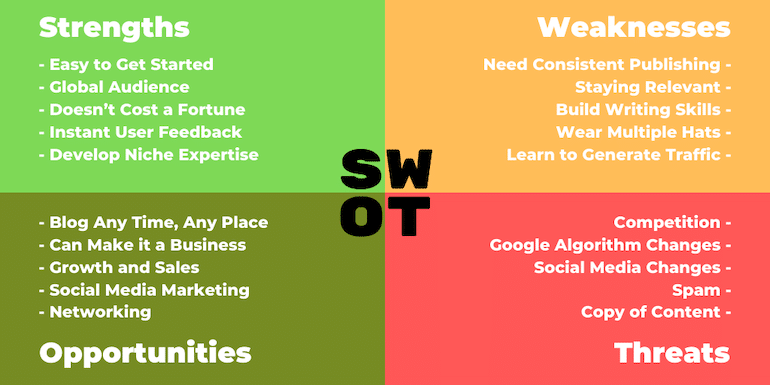 Strengths
- Easy to Get Started
- Global Audience
- Doesn't Cost a Fortune
- Instant User Feedback
- Develop Niche Expertise
Weaknesses
Need Consistent Publishing -
Staying Relevant -
Build Writing Skills -
Wear Multiple Hats -
Learn to Generate Traffic -
SW
OT
- Blog Any Time, Any Place
- Can Make it a Business
- Growth and Sales
- Social Media Marketing
- Networking
Opportunities
Competition -
Google Algorithm Changes -
Social Media Changes -
Spam -
Copy of Content -
Threats